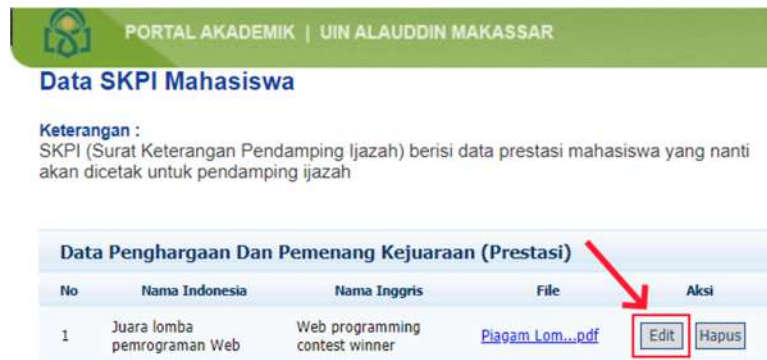 PORTAL AKADEMIK | UIN ALAUDDIN MAKASSAR
Data SKPI Mahasiswa
Keterangan :
SKPI (Surat Keterangan Pendamping Ijazah) berisi data prestasi mahasiswa yang nanti
akan dicetak untuk pendamping ijazah
Data Penghargaan Dan Pemenang Kejuaraan (Prestasi)
No Nama Indonesia Nama Inggris File Aksi
1 Juara lomba pemrograman Web Web programming contest winner Piagam Lom...pdf Edit Hapus